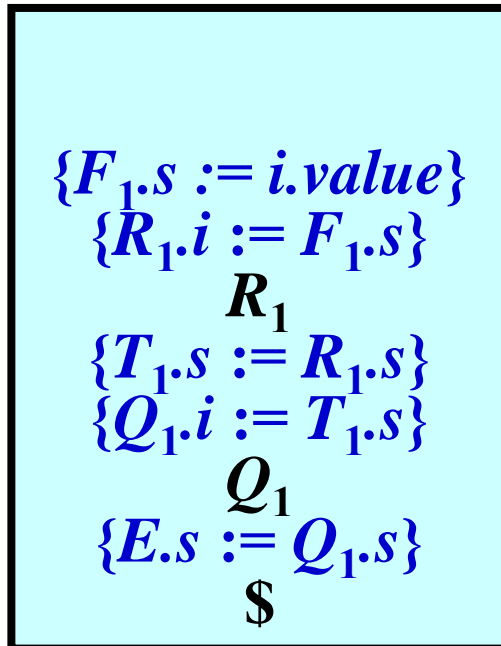 {F₁.s := i.value}
{R₁.i := F₁.s}
R₁
{T₁.s := R₁.s}
{Q₁.i := T₁.s}
Q₁
{E.s := Q₁.s}
$